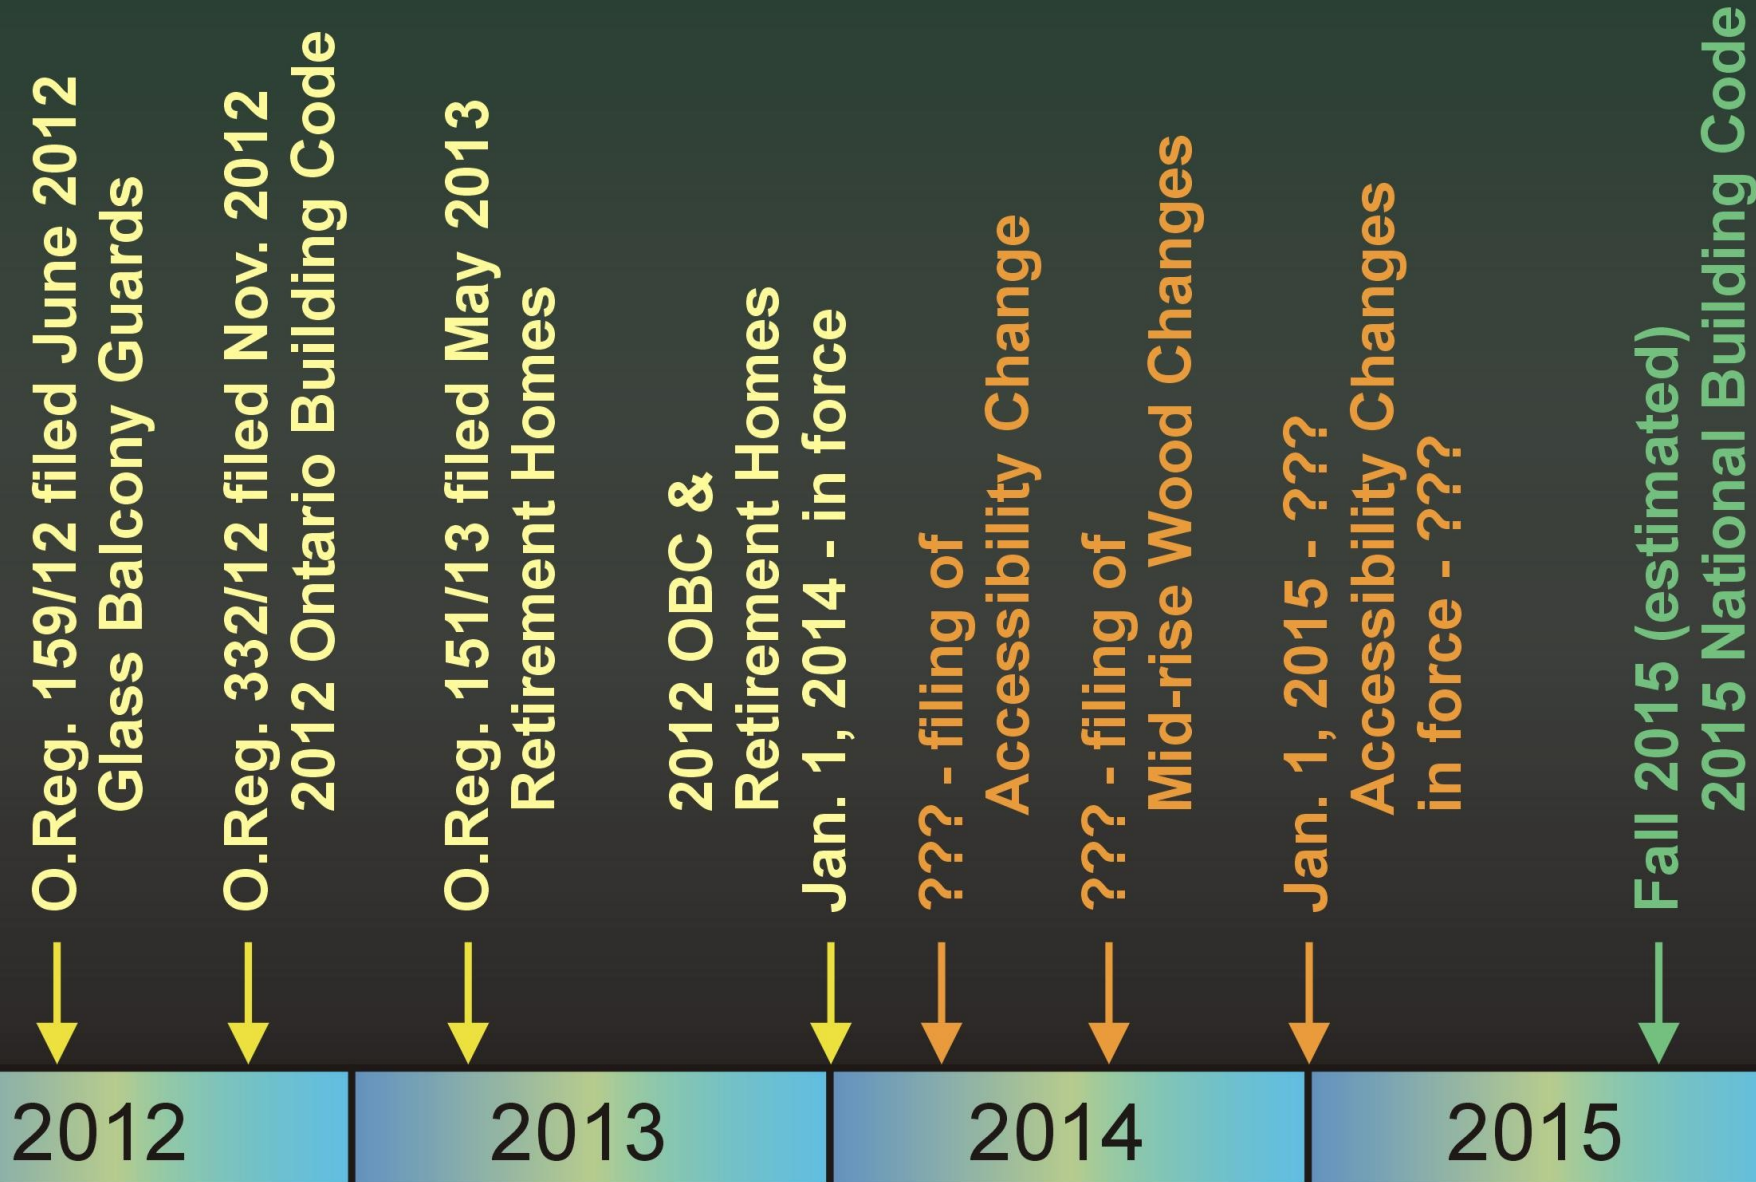 O.Reg. 159/12 filed June 2012
Glass Balcony Guards
O.Reg. 332/12 filed Nov. 2012
2012 Ontario Building Code
O.Reg. 151/13 filed May 2013
Retirement Homes
2012 OBC &
Retirement Homes
Jan. 1, 2014 - in force
??? - filing of
Accessibility Change
??? - filing of
Mid-rise Wood Changes
Jan. 1, 2015 - ???
Accessibility Changes
in force - ???
Fall 2015 (estimated)
2015 National Building Code
2012
2013
2014
2015